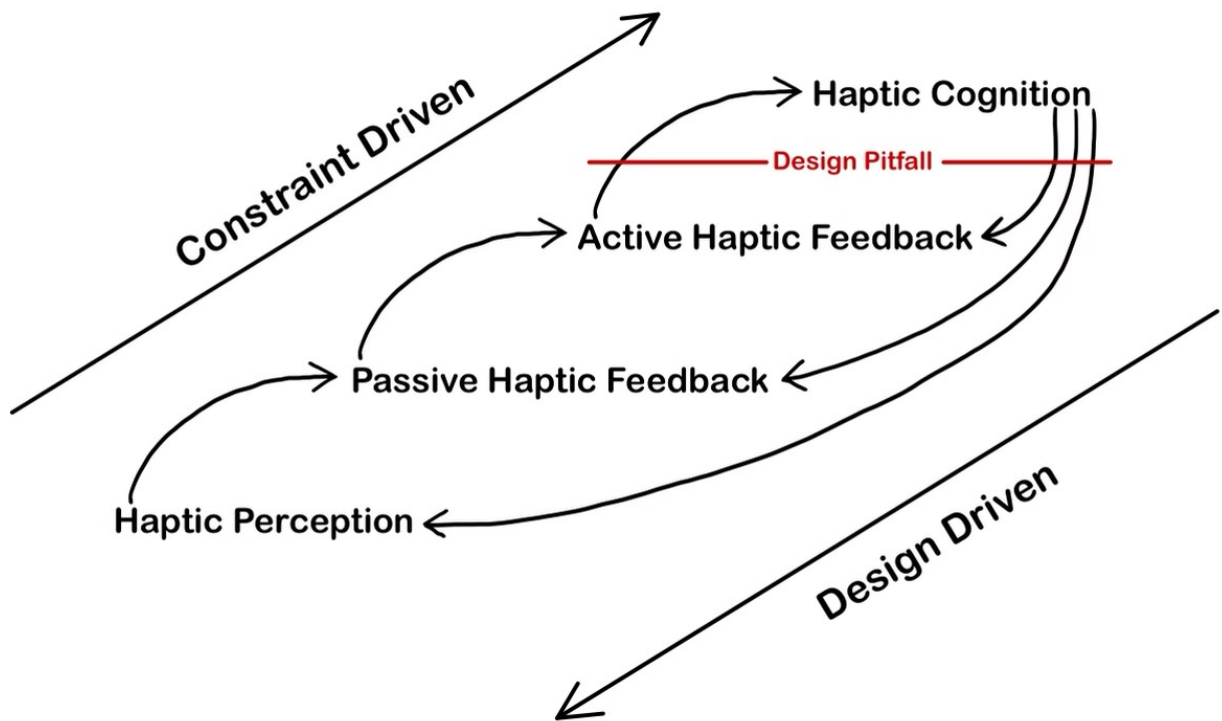 Constraint Driven
Haptic Cognition
Design Pitfall
Active Haptic Feedback
Passive Haptic Feedback
Haptic Perception
Design Driven